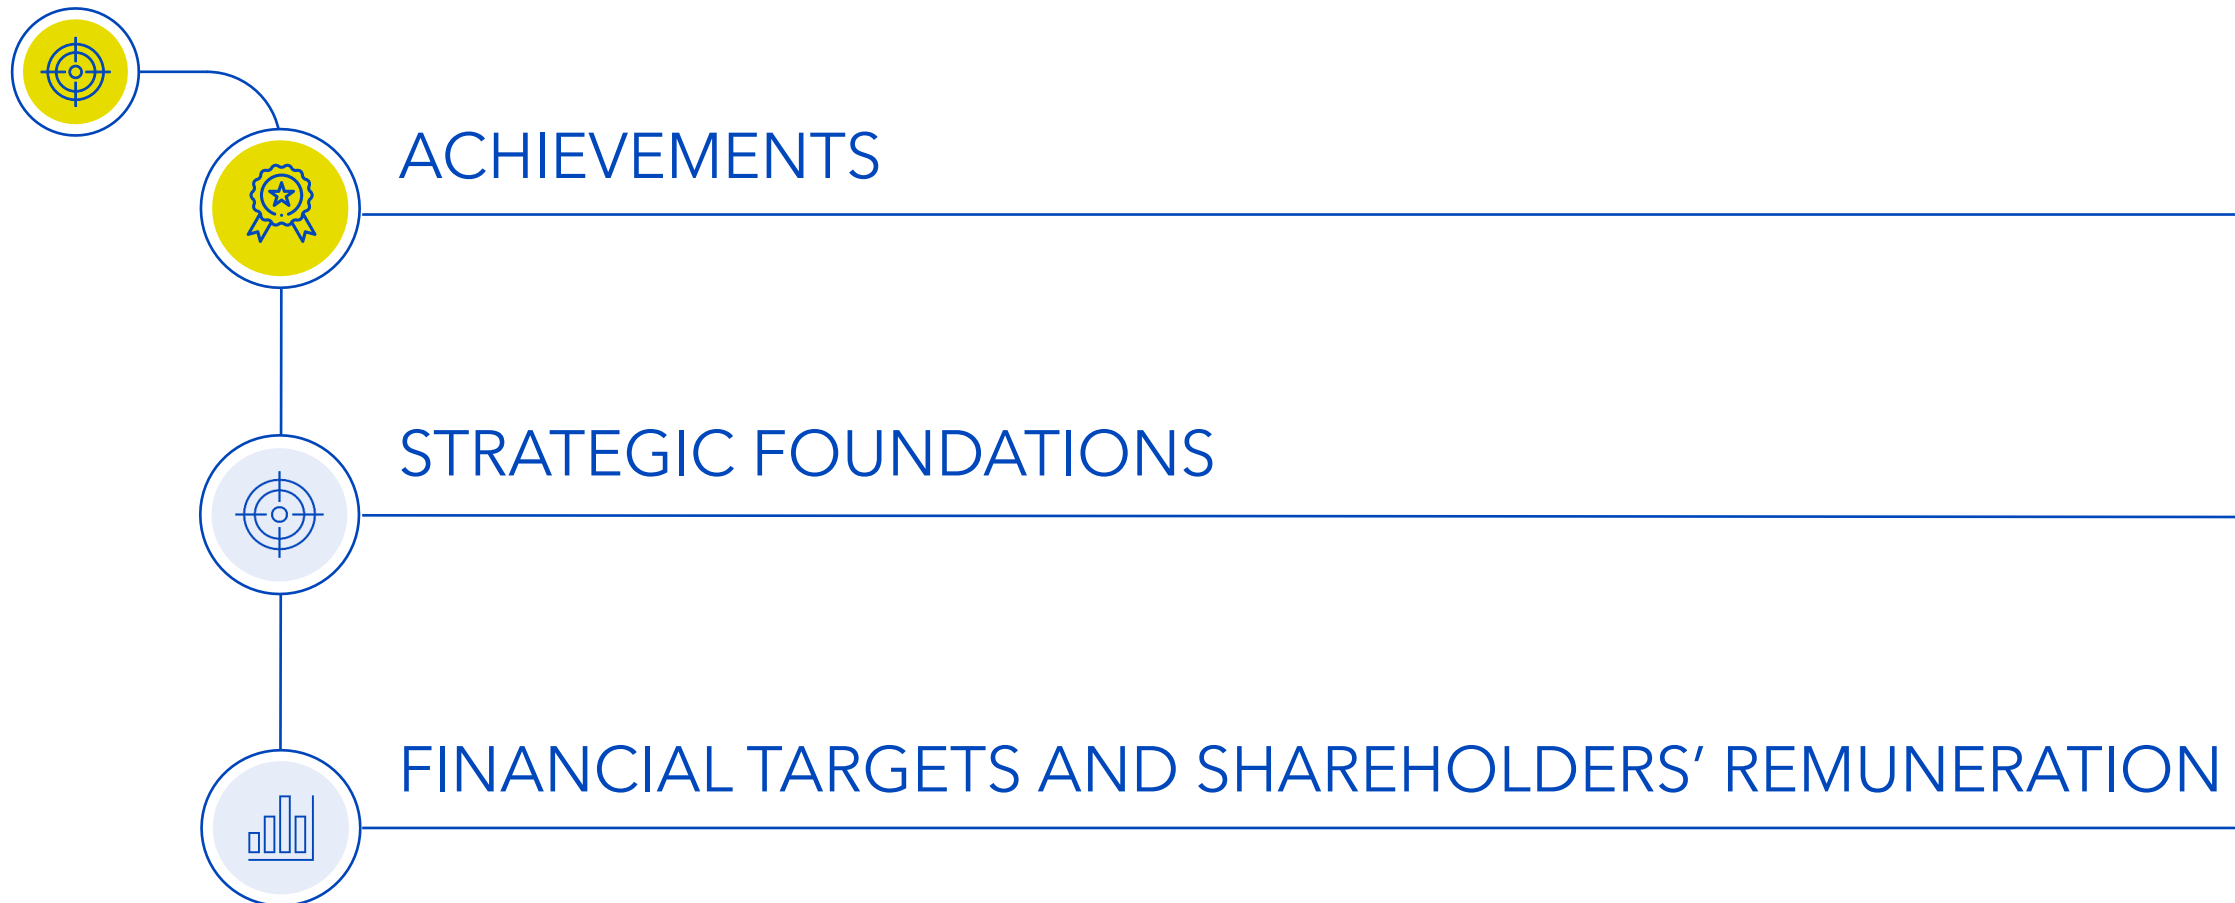 ACHIEVEMENTS
STRATEGIC FOUNDATIONS
FINANCIAL TARGETS AND SHAREHOLDERS’ REMUNERATION